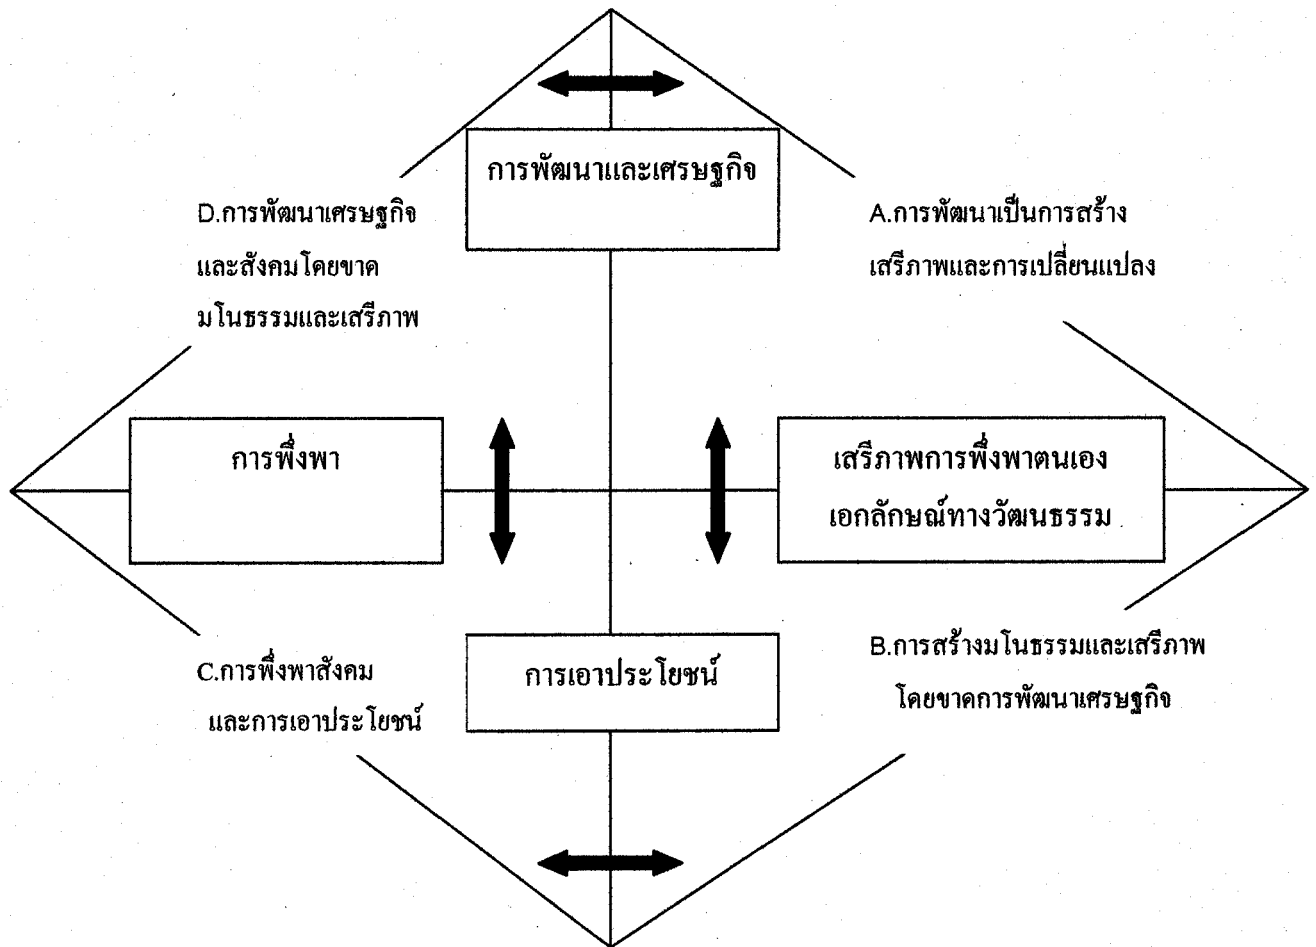 การพัฒนาและเศรษฐกิจ
D.การพัฒนาเศรษฐกิจ
และสังคมโดยขาด
มโนธรรมและเสรีภาพ
A.การพัฒนาเป็นการสร้าง
เสรีภาพและการเปลี่ยนแปลง
การพึ่งพา
เสรีภาพการพึ่งพาตนเอง
เอกลักษณ์ทางวัฒนธรรม
C.การพึ่งพาสังคม
และการเอาประโยชน์
การเอาประโยชน์
B.การสร้างมโนธรรมและเสรีภาพ
โดยขาดการพัฒนาเศรษฐกิจ